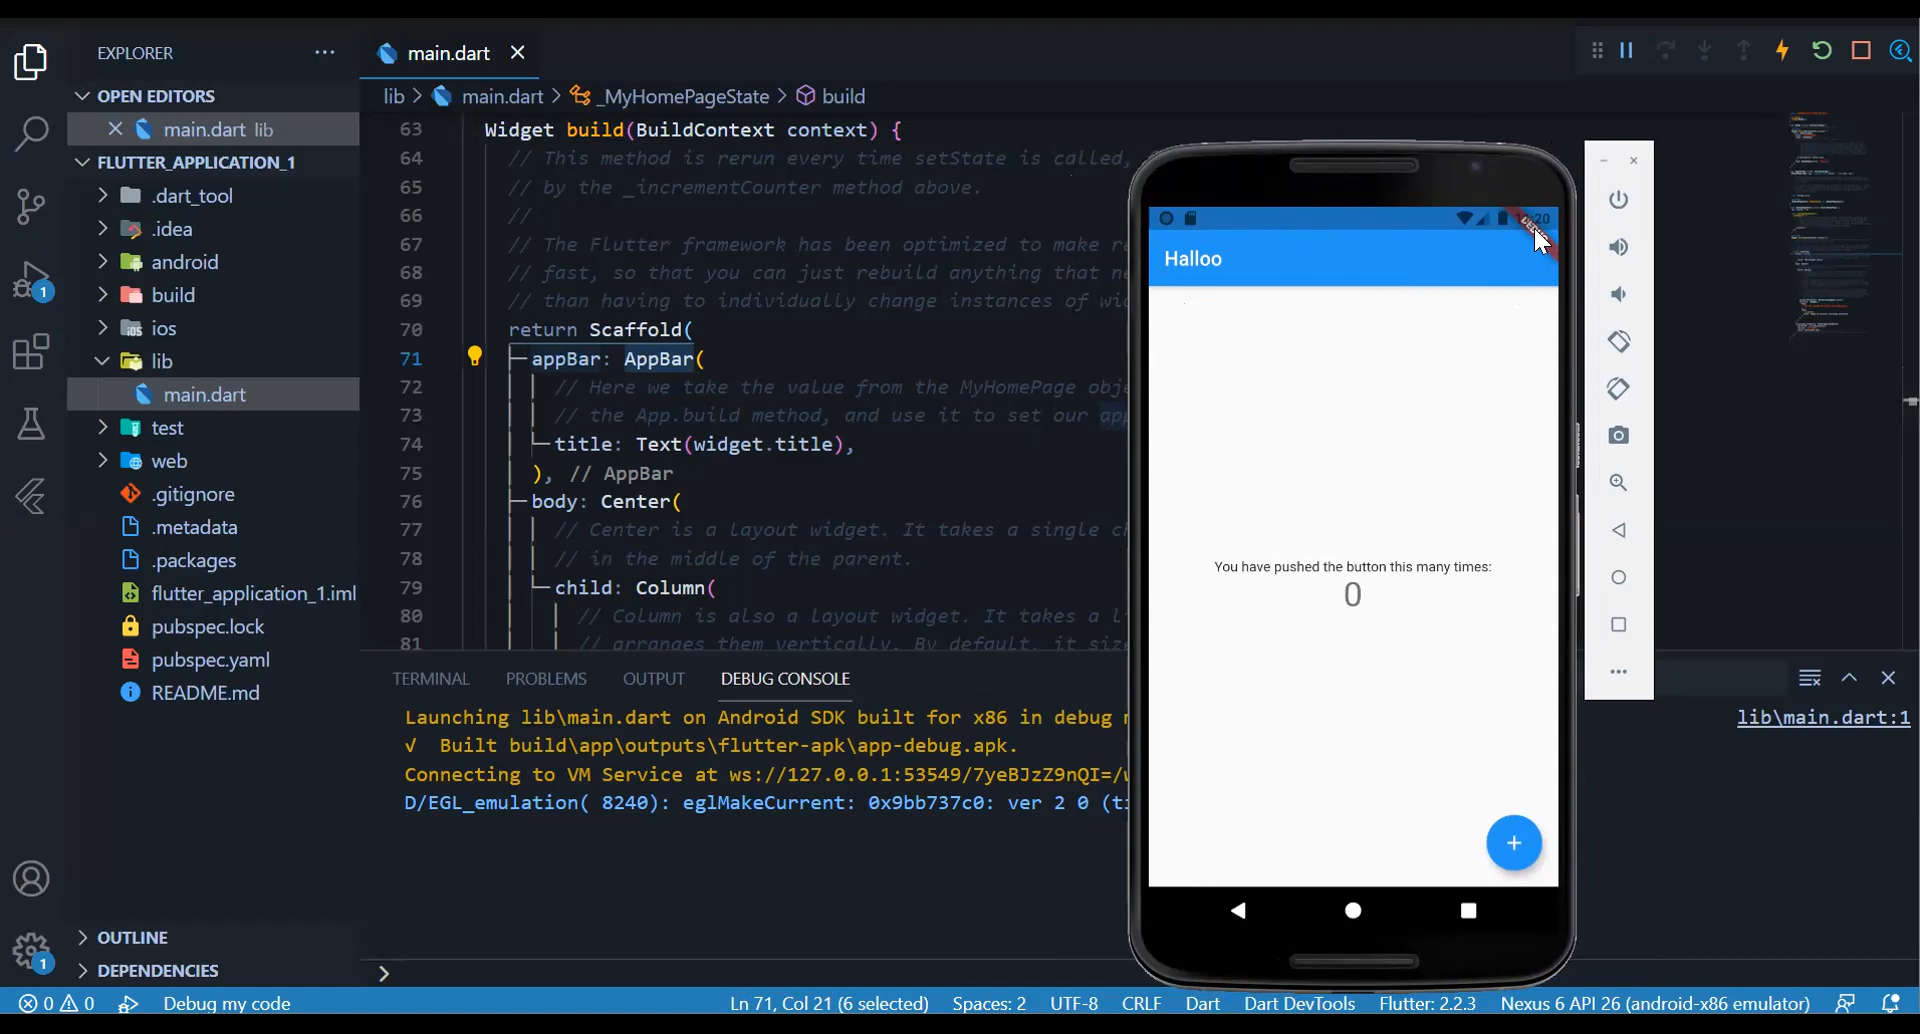 EXPLORER
main.dart
OPEN EDITORS
main.dart lib
FLUTTER_APPLICATION_1
.dart_tool
.idea
android
build
ios
lib
main.dart
test
web
.gitignore
.metadata
.packages
flutter_application_1.iml
pubspec.lock
pubspec.yaml
README.md
OUTLINE
DEPENDENCIES
1
1
lib > main.dart > _MyHomePageState > build
63 Widget build(BuildContext context) {
64 // This method is rerun every time setState is called,
65 // by the _incrementCounter method above.
66 //
67 // The Flutter framework has been optimized to make re
68 // fast, so that you can just rebuild anything that ne
69 // than having to individually change instances of wid
70 return Scaffold(
71 appBar: AppBar(
72 // Here we take the value from the MyHomePage obje
73 // the App.build method, and use it to set our app
74 title: Text(widget.title),
75 ), // AppBar
76 body: Center(
77 // Center is a layout widget. It takes a single ch
78 // in the middle of the parent.
79 child: Column(
80 // Column is also a layout widget. It takes a li
81 // arranges them vertically. By default, it size
TERMINAL PROBLEMS OUTPUT DEBUG CONSOLE
Launching lib\main.dart on Android SDK built for x86 in debug m
√ Built build\app\outputs\flutter-apk\app-debug.apk.
Connecting to VM Service at ws://127.0.0.1:53549/7yeBJzZ9nQI=/w
D/EGL_emulation( 8240): eglMakeCurrent: 0x9bb737c0: ver 2 0 (ti
lib\main.dart:1
Halloo
You have pushed the button this many times:
0
+
0 0 Debug my code Ln 71, Col 21 (6 selected) Spaces: 2 UTF-8 CRLF Dart Dart DevTools Flutter: 2.2.3 Nexus 6 API 26 (android-x86 emulator)